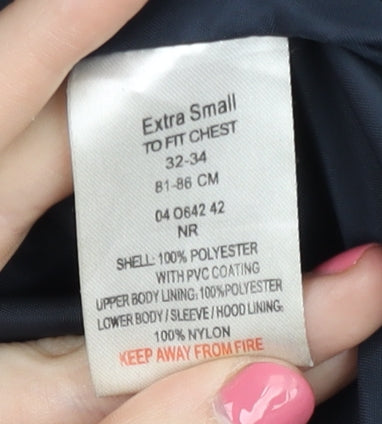 Extra Small
TO FIT CHEST
32-34
81-86 CM
04 O642 42
NR
SHELL: 100% POLYESTER
WITH PVC COATING
UPPER BODY LINING: 100%POLYESTER
LOWER BODY / SLEEVE / HOOD LINING:
100% NYLON
KEEP AWAY FROM FIRE